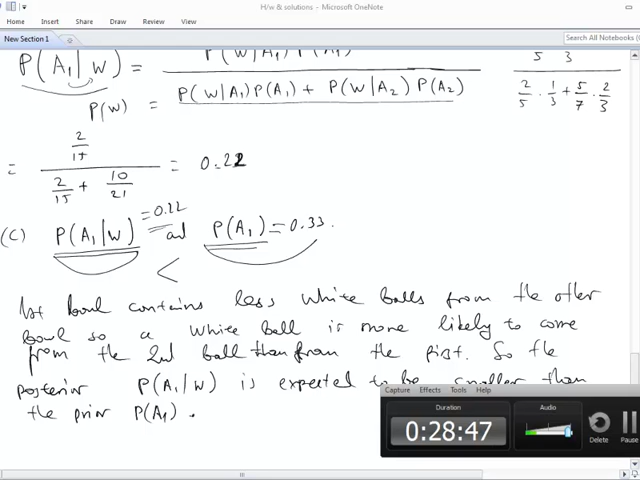 H/w & solutions - Microsoft OneNote
Home Insert Share Draw Review View
New Section 1
Search All Notebooks (C
P(W|A₁) P(A₁)
P(A₁|W) =
5 3
P(W) = P(W|A₁)P(A₁) + P(W|A₂) P(A₂)
2/5 · 1/3 + 5/7 · 2/3
= 2/15 / (2/15 + 10/21) = 0.22
(C) P(A₁|W) = 0.22 and P(A₁) = 0.33.
<
1st bowl contains less white balls from the other
bowl so a white ball is more likely to come
from the 2nd ball than from the first. So the
posterior P(A₁|W) is expected to be smaller than
the prior P(A₁).
Capture Effects Tools Help
Duration Audio
0:28:47
Delete Pause